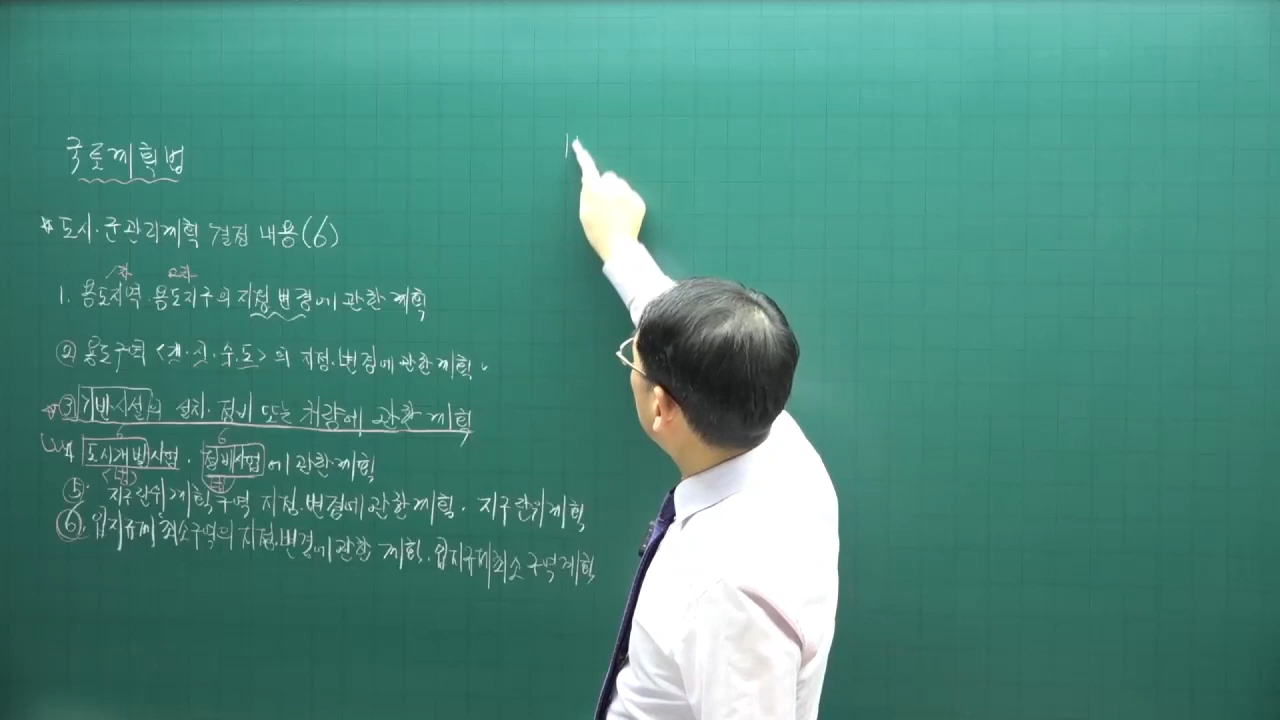 국토계획법
* 도시·군관리계획 결정 내용(6)
1. 용도지역·용도지구의 지정·변경에 관한 계획
② 용도구역 <개·시·수·도>의 지정·변경에 관한 계획.
③ 기반시설의 설치·정비 또는 개량에 관한 계획
4 도시개발사업·정비사업에 관한 계획
6 6
⑤. 지구단위계획구역 지정·변경에 관한 계획·지구단위계획
⑥. 입지규제최소구역의 지정·변경에 관한 계획·입지규제최소구역계획